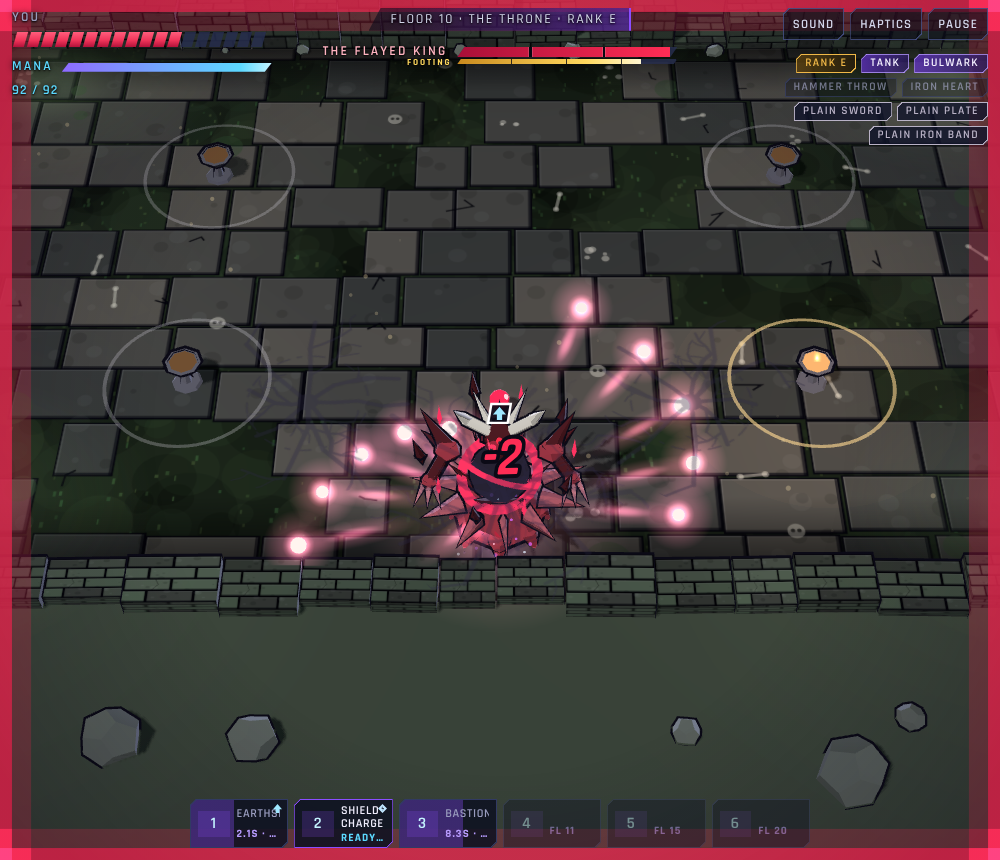 YOU
FLOOR 10 · THE THRONE · RANK E
SOUND
HAPTICS
PAUSE
THE FLAYED KING
FOOTING
MANA
92 / 92
RANK E
TANK
BULWARK
HAMMER THROW
IRON HEART
PLAIN SWORD
PLAIN PLATE
PLAIN IRON BAND
-2
1
EARTHS
2.1S · …
2
SHIELD
CHARGE
READY…
3
BASTION
8.3S · …
4
FL 11
5
FL 15
6
FL 20